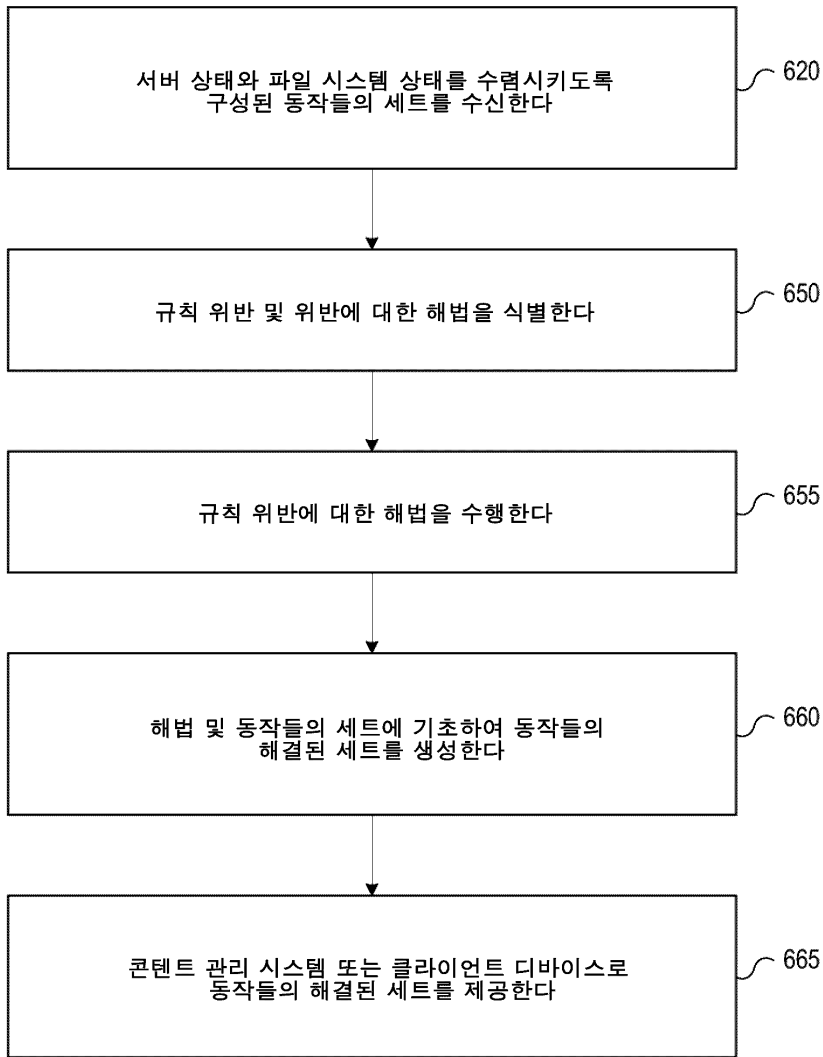 서버 상태와 파일 시스템 상태를 수렴시키도록
구성된 동작들의 세트를 수신한다
620
규칙 위반 및 위반에 대한 해법을 식별한다
650
규칙 위반에 대한 해법을 수행한다
655
해법 및 동작들의 세트에 기초하여 동작들의
해결된 세트를 생성한다
660
콘텐트 관리 시스템 또는 클라이언트 디바이스로
동작들의 해결된 세트를 제공한다
665